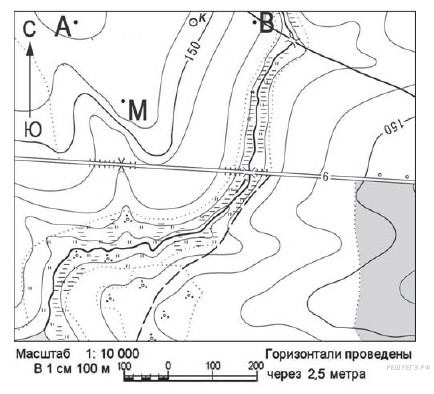 С А В К
150
М
Ю
150
6
Масштаб 1: 10 000 Горизонтали проведены
В 1 см 100 м 100 0 100 200 через 2,5 метра
РЕШУЕГЭ.РФ